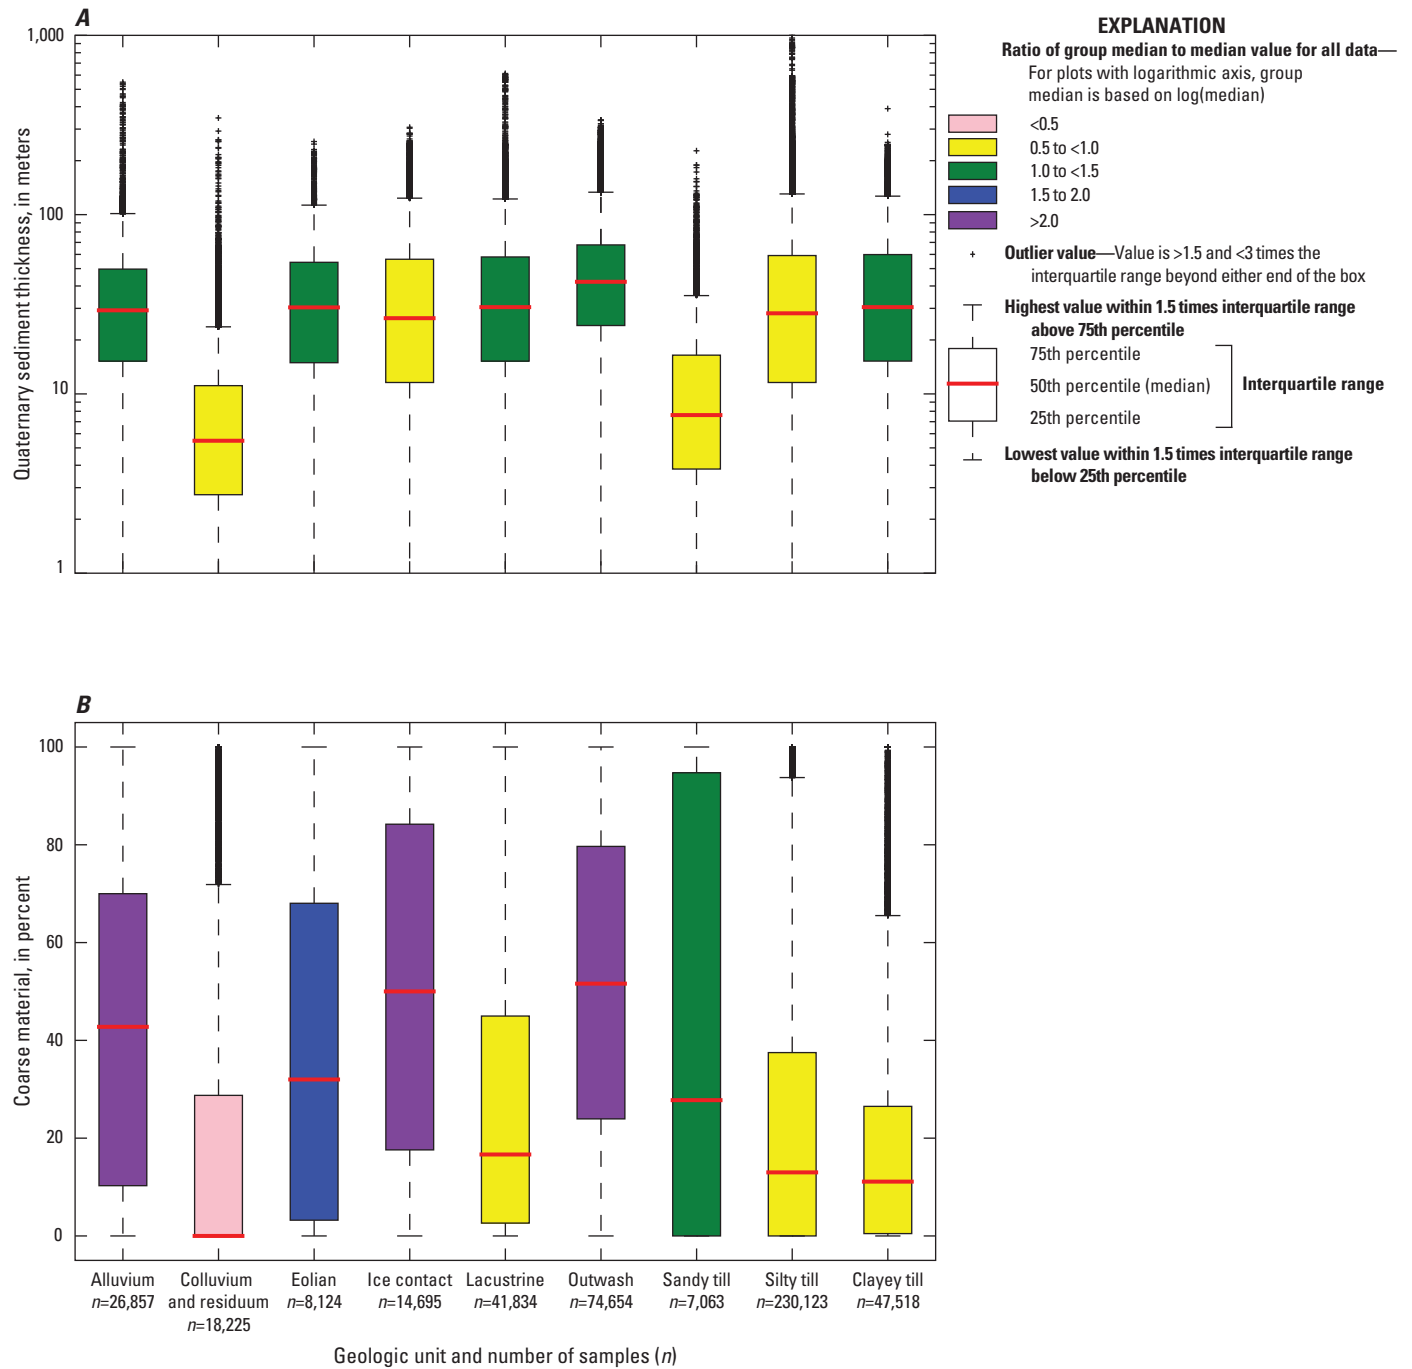 A
1,000
100
10
1
Quaternary sediment thickness, in meters
EXPLANATION
Ratio of group median to median value for all data—
For plots with logarithmic axis, group
median is based on log(median)
<0.5
0.5 to <1.0
1.0 to <1.5
1.5 to 2.0
>2.0
Outlier value—Value is >1.5 and <3 times the
interquartile range beyond either end of the box
Highest value within 1.5 times interquartile range
above 75th percentile
75th percentile
50th percentile (median)
Interquartile range
25th percentile
Lowest value within 1.5 times interquartile range
below 25th percentile
B
100
80
60
40
20
0
Coarse material, in percent
Alluvium
n=26,857
Colluvium
and residuum
n=18,225
Eolian
n=8,124
Ice contact
n=14,695
Lacustrine
n=41,834
Outwash
n=74,654
Sandy till
n=7,063
Silty till
n=230,123
Clayey till
n=47,518
Geologic unit and number of samples (n)